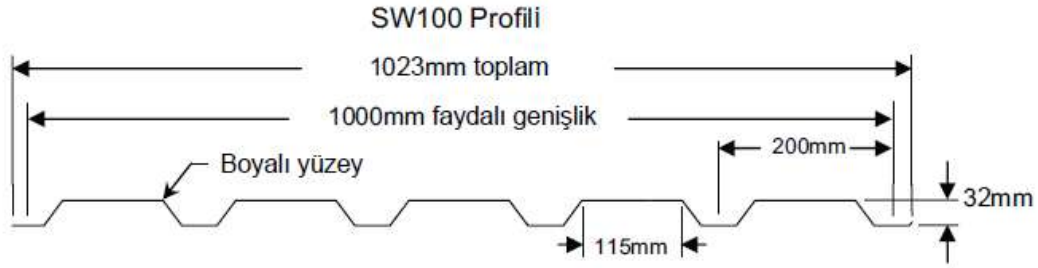 SW100 Profili
1023mm toplam
1000mm faydalı genişlik
200mm
Boyalı yüzey
32mm
115mm